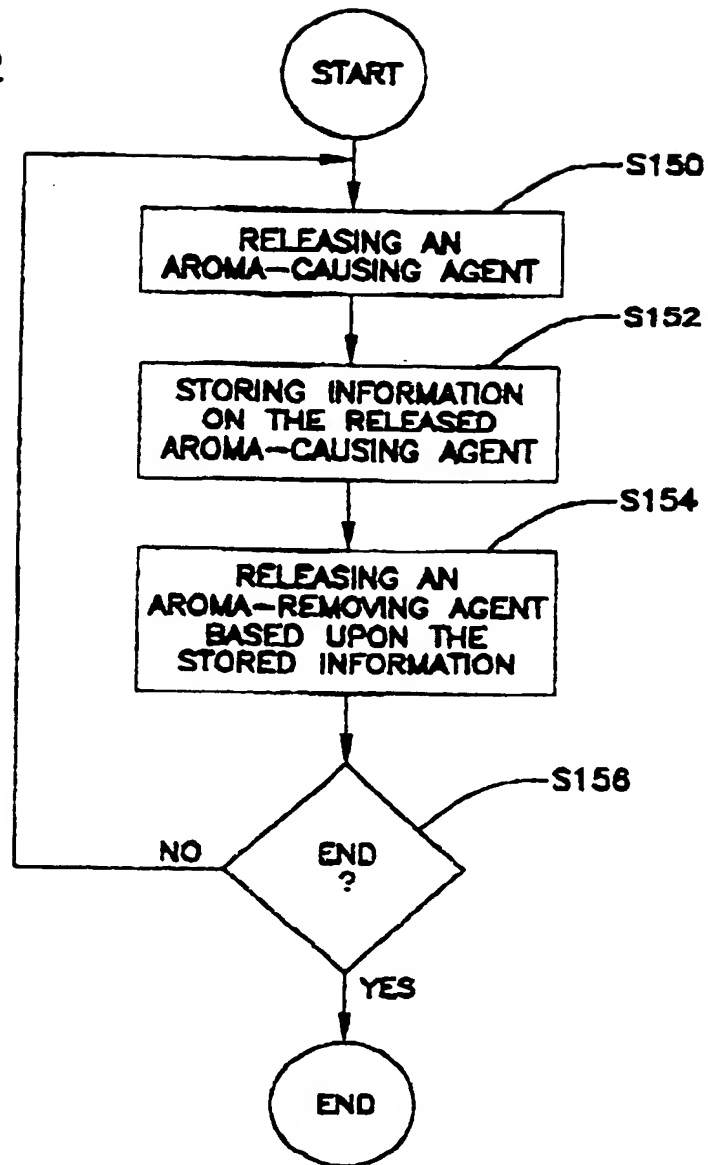 2
START
S150
RELEASING AN
AROMA-CAUSING AGENT
S152
STORING INFORMATION
ON THE RELEASED
AROMA-CAUSING AGENT
S154
RELEASING AN
AROMA-REMOVING AGENT
BASED UPON THE
STORED INFORMATION
S156
NO
END
?
YES
END